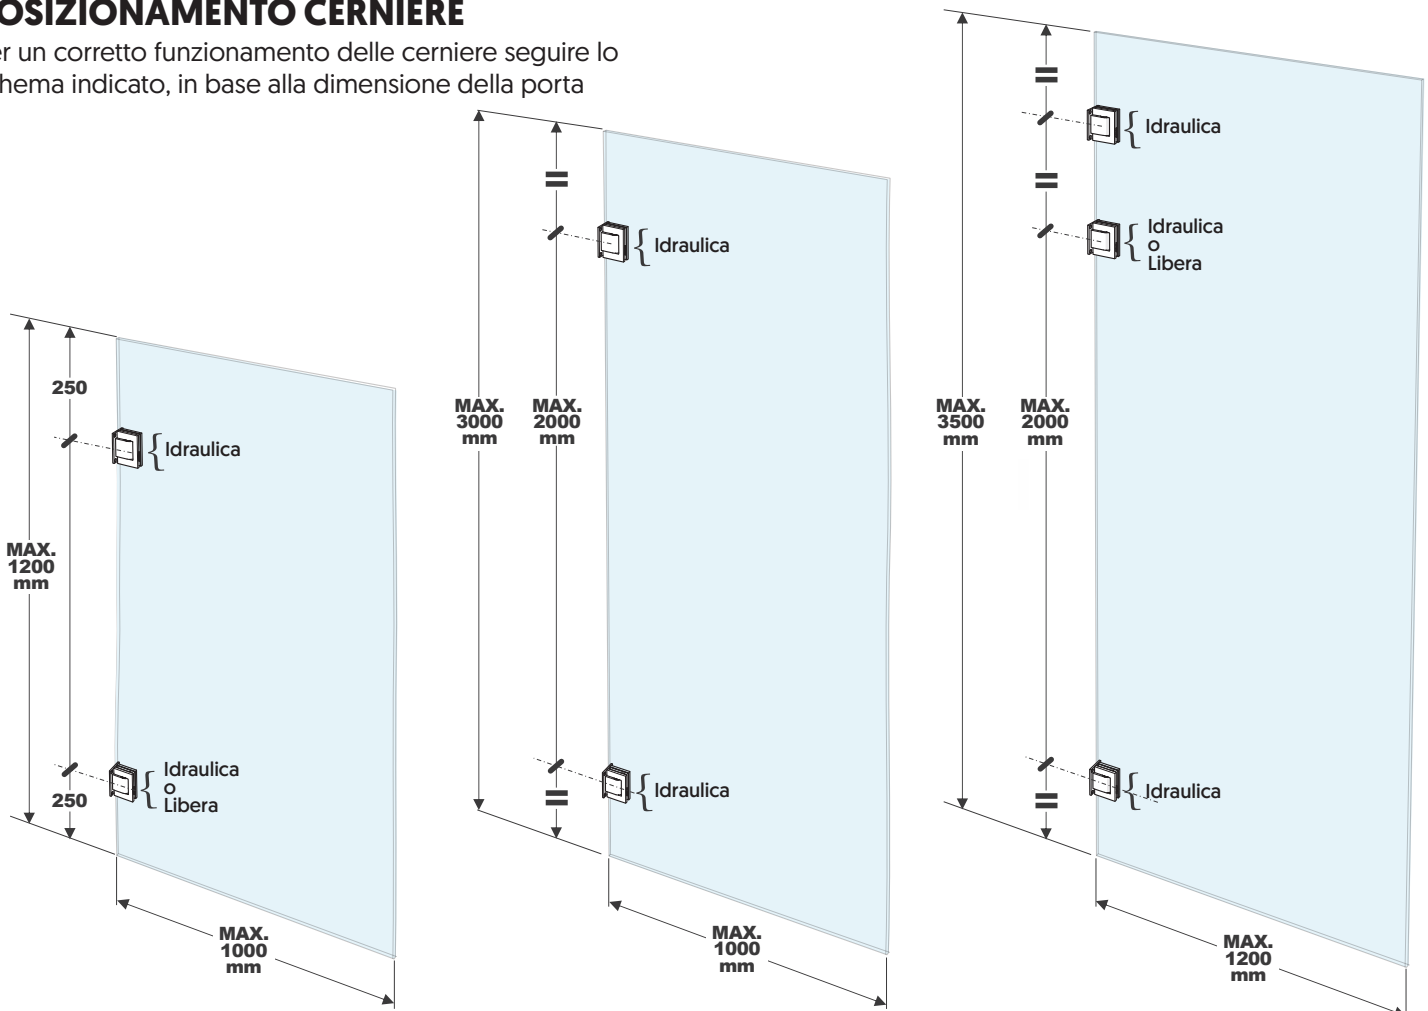 OSIZIONAMENTO CERNIERE
er un corretto funzionamento delle cerniere seguire lo
hema indicato, in base alla dimensione della porta
250
Idraulica
MAX.
1200
mm
Idraulica
o
Libera
250
MAX.
1000
mm
=
Idraulica
MAX.
3000
mm
MAX.
2000
mm
Idraulica
=
MAX.
1000
mm
=
Idraulica
=
Idraulica
o
Libera
MAX.
3500
mm
MAX.
2000
mm
Idraulica
=
MAX.
1200
mm